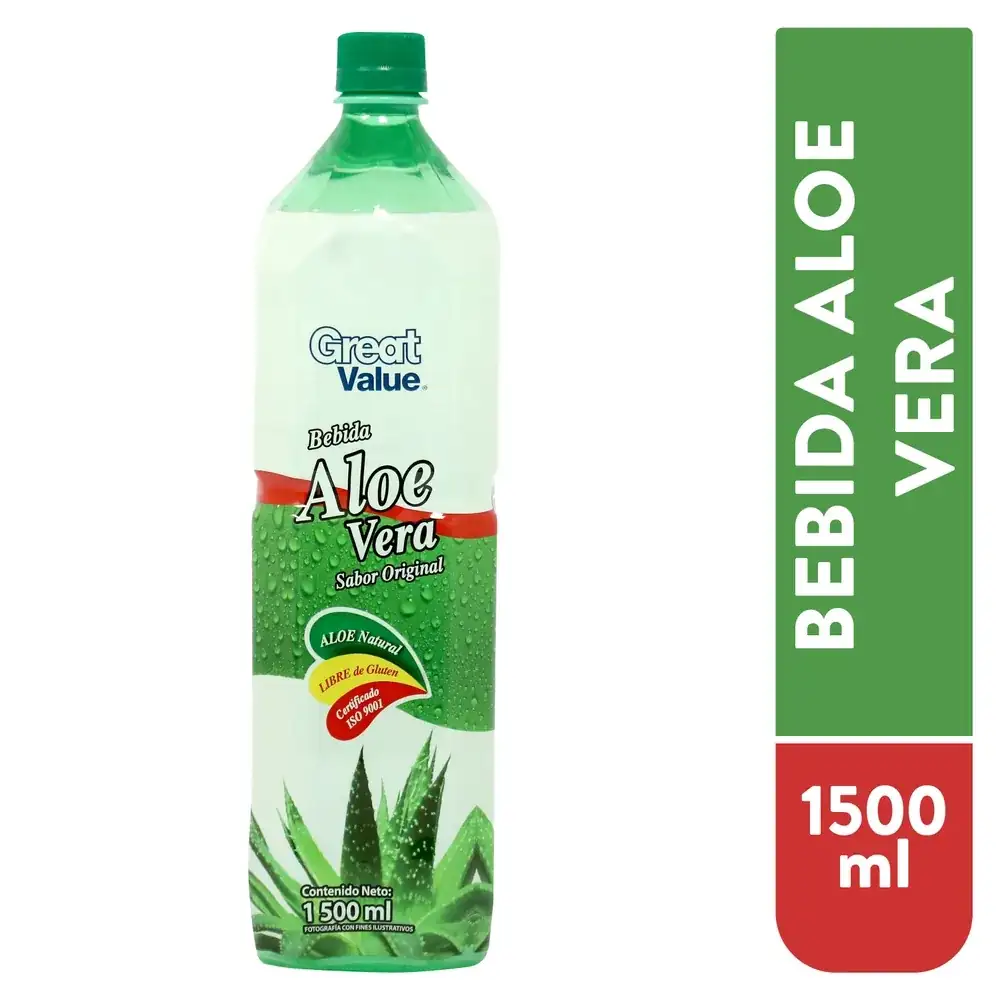 Great
Value®
Bebida
Aloe
Vera
Sabor Original
ALOE Natural
LIBRE de Gluten
Certificado
ISO 9001
Contenido Neto:
1 500 ml
FOTOGRAFÍA CON FINES ILUSTRATIVOS
BEBIDA ALOE
VERA
1500
ml